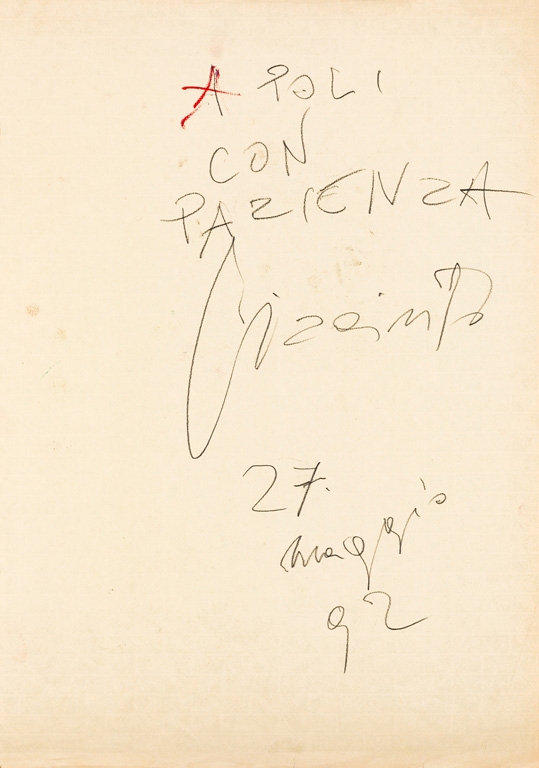 A POLI
CON
PAZIENZA
27.
maggio
92